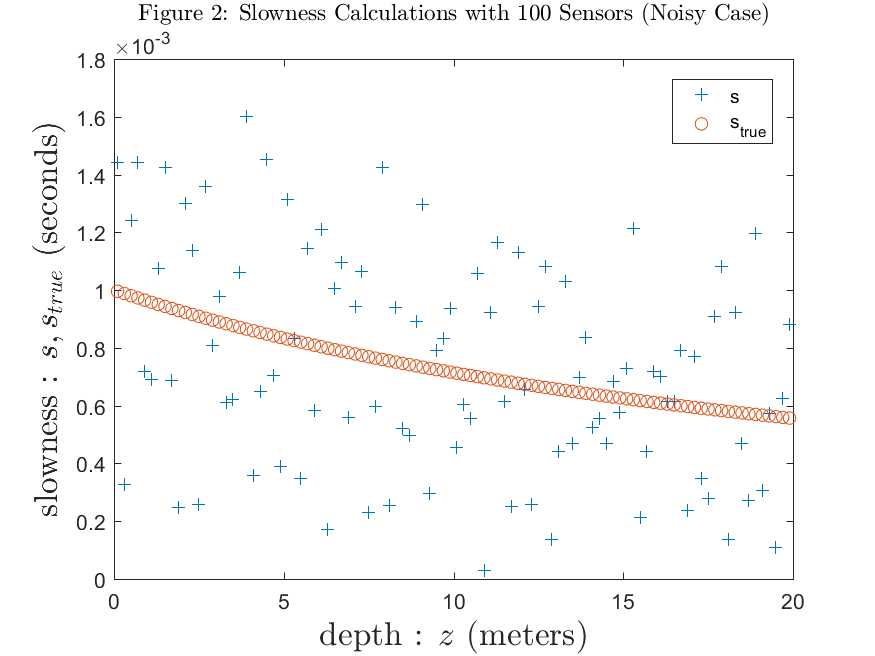 Figure 2: Slowness Calculations with 100 Sensors (Noisy Case)
×10⁻³
1.8
1.6
1.4
1.2
1
0.8
0.6
0.4
0.2
0
0 5 10 15 20
s
s_true
slowness : s, s_true (seconds)
depth : z (meters)